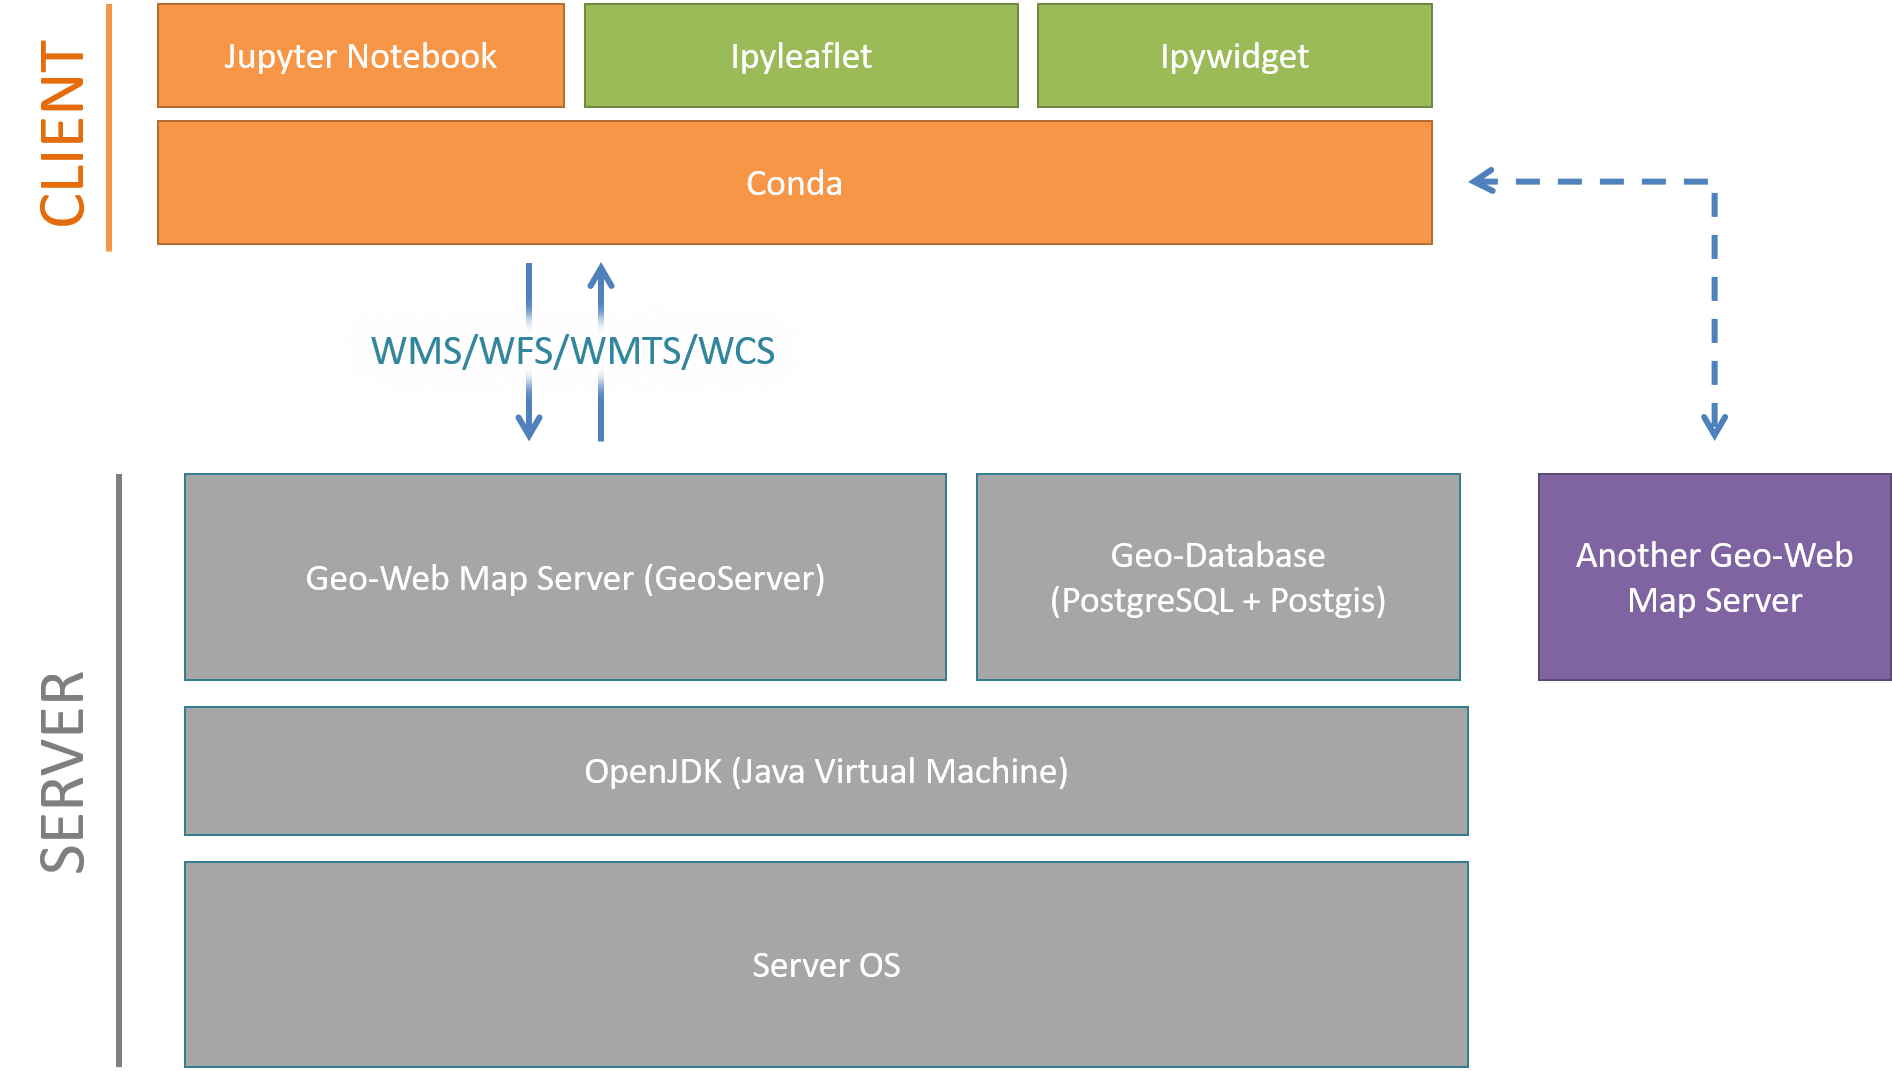 CLIENT
Jupyter Notebook
Ipyleaflet
Ipywidget
Conda
WMS/WFS/WMTS/WCS
SERVER
Geo-Web Map Server (GeoServer)
Geo-Database
(PostgreSQL + Postgis)
Another Geo-Web
Map Server
OpenJDK (Java Virtual Machine)
Server OS